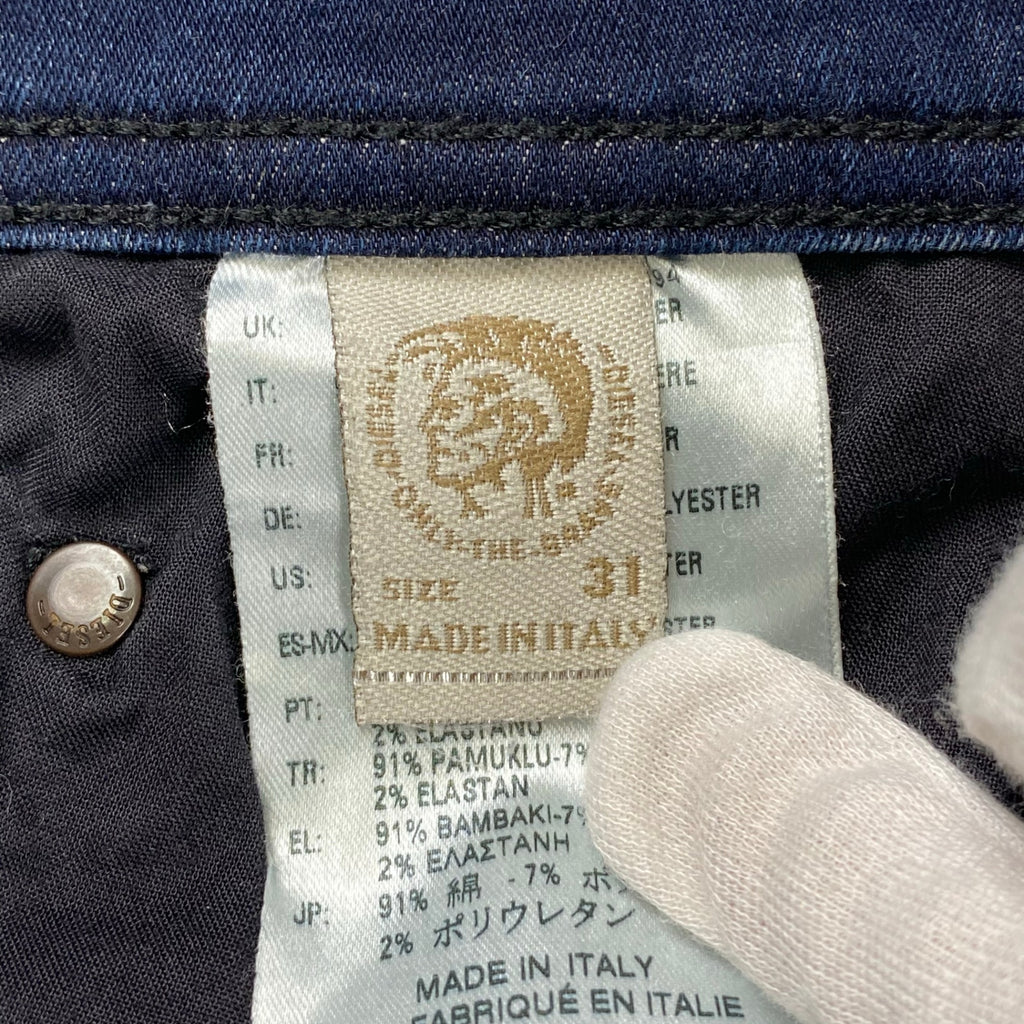 94
UK: ER
IT: ERE
FR: R
DE: LYESTER
US: TER
ES-MX: STER
PT:
2% ELASTANO
TR: 91% PAMUKLU-7%
2% ELASTAN
EL: 91% BAMBAKI-7%
2% ΕΛΑΣΤΑΝΗ
JP: 91% 綿 -7% ポ
2% ポリウレタン
MADE IN ITALY
FABRIQUÉ EN ITALIE
DIESEL
DIESEL
ONLY THE BRAVE
SIZE 31
MADE IN ITALY
DIESEL